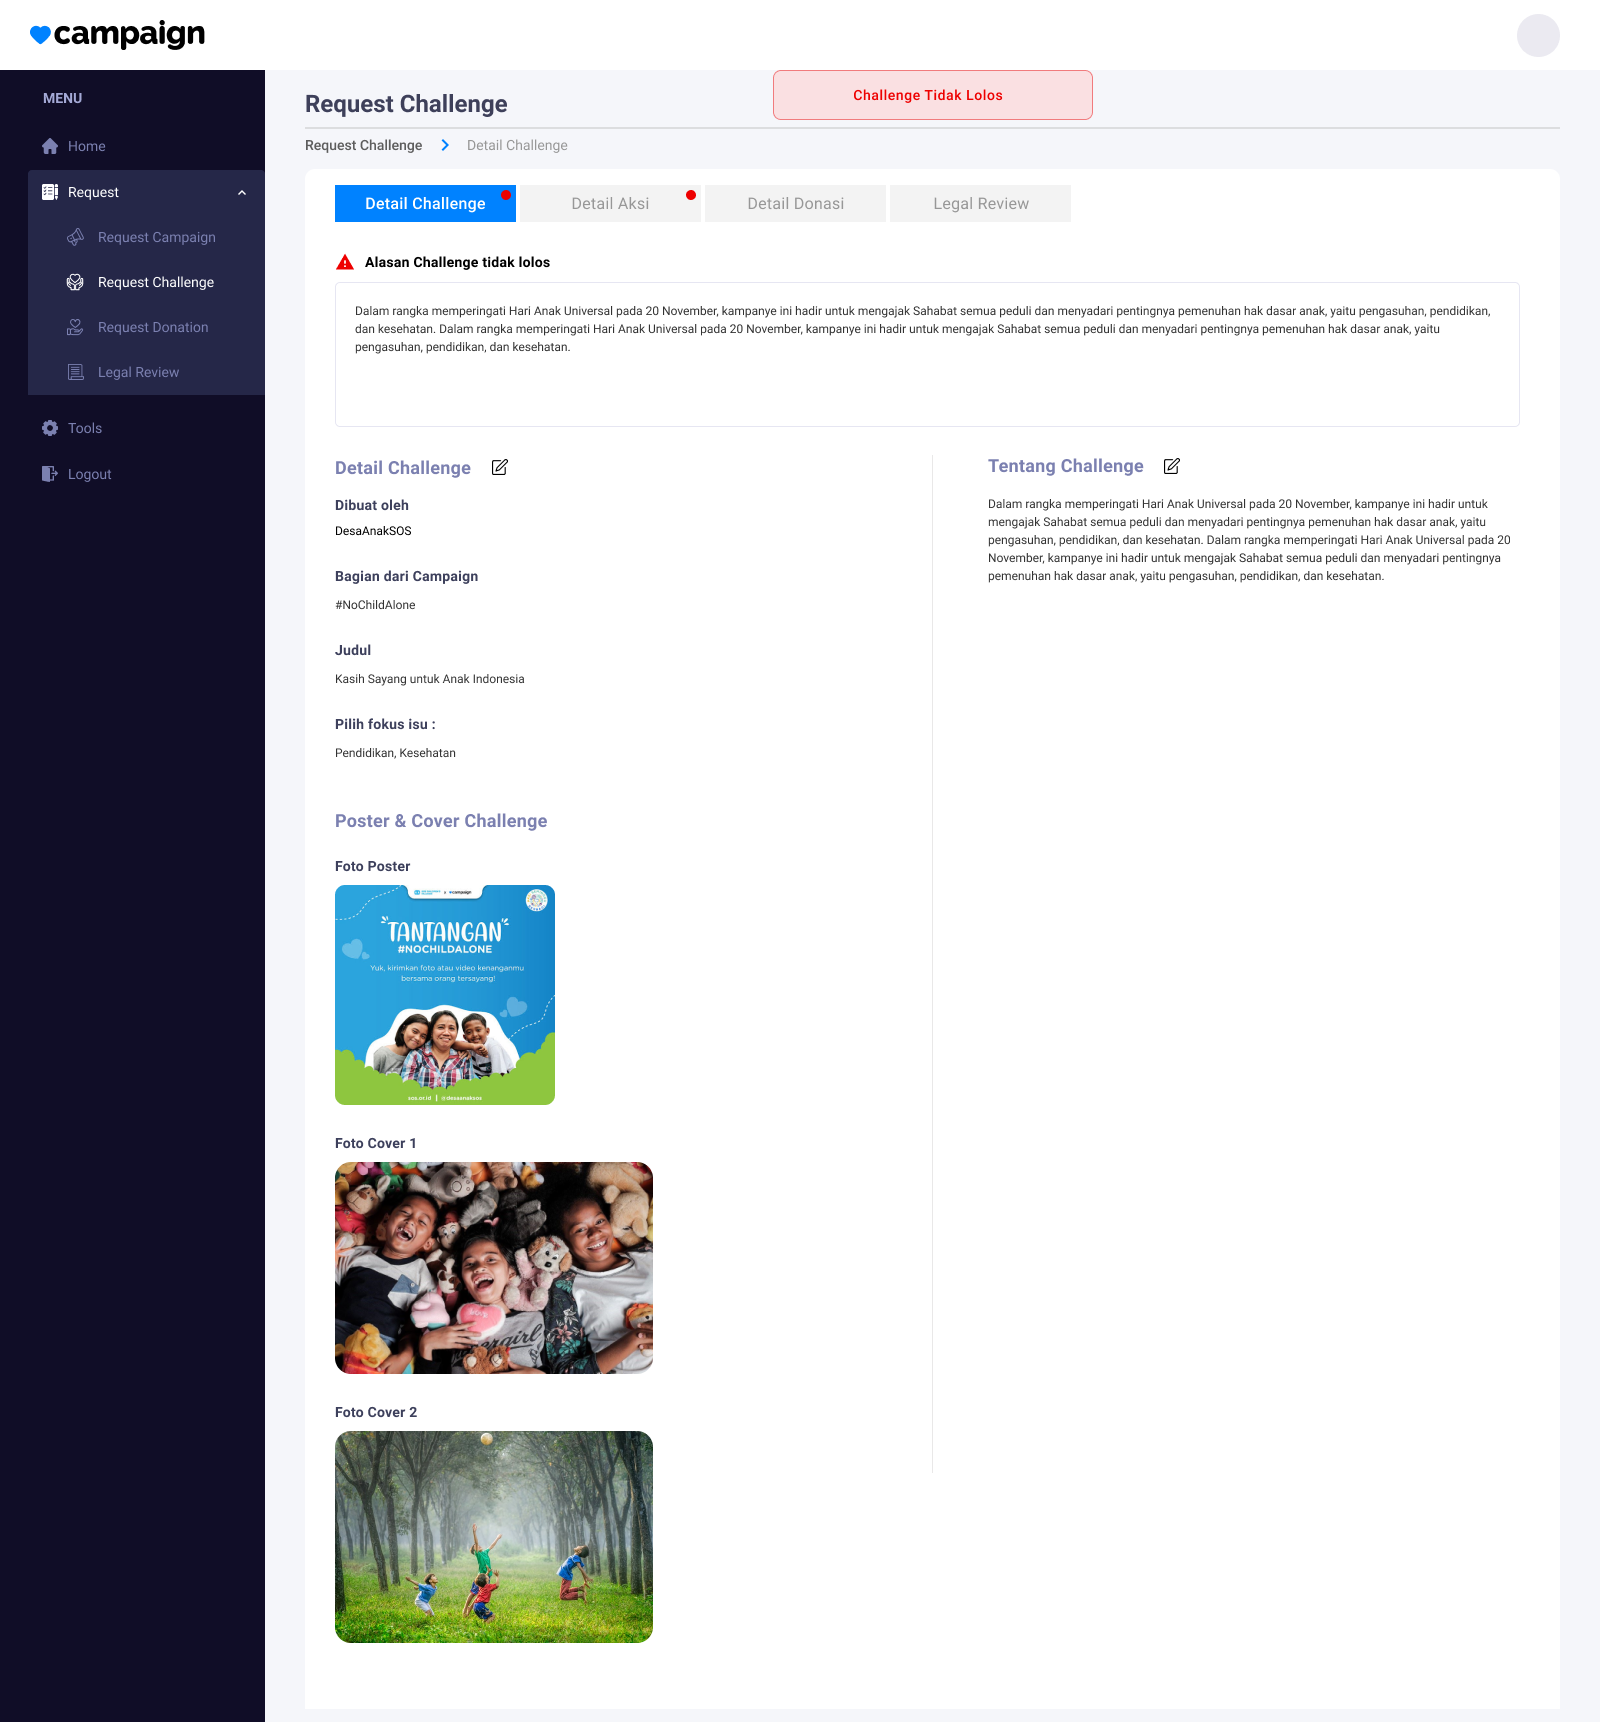 campaign
MENU
Home
Request
Request Campaign
Request Challenge
Request Donation
Legal Review
Tools
Logout
Challenge Tidak Lolos
Request Challenge
Request Challenge
Detail Challenge
Detail Challenge
Detail Aksi
Detail Donasi
Legal Review
Alasan Challenge tidak lolos
Dalam rangka memperingati Hari Anak Universal pada 20 November, kampanye ini hadir untuk mengajak Sahabat semua peduli dan menyadari pentingnya pemenuhan hak dasar anak, yaitu pengasuhan, pendidikan,
dan kesehatan. Dalam rangka memperingati Hari Anak Universal pada 20 November, kampanye ini hadir untuk mengajak Sahabat semua peduli dan menyadari pentingnya pemenuhan hak dasar anak, yaitu
pengasuhan, pendidikan, dan kesehatan.
Detail Challenge
Dibuat oleh
DesaAnakSOS
Bagian dari Campaign
#NoChildAlone
Judul
Kasih Sayang untuk Anak Indonesia
Pilih fokus isu :
Pendidikan, Kesehatan
Poster & Cover Challenge
Foto Poster
campaign
"TANTANGAN"
#NOCHILDALONE
Yuk, kirimkan foto atau video kenanganmu
bersama orang tersayang!
sos.or.id | @desaanaksos
Foto Cover 1
Foto Cover 2
Tentang Challenge
Dalam rangka memperingati Hari Anak Universal pada 20 November, kampanye ini hadir untuk
mengajak Sahabat semua peduli dan menyadari pentingnya pemenuhan hak dasar anak, yaitu
pengasuhan, pendidikan, dan kesehatan. Dalam rangka memperingati Hari Anak Universal pada 20
November, kampanye ini hadir untuk mengajak Sahabat semua peduli dan menyadari pentingnya
pemenuhan hak dasar anak, yaitu pengasuhan, pendidikan, dan kesehatan.